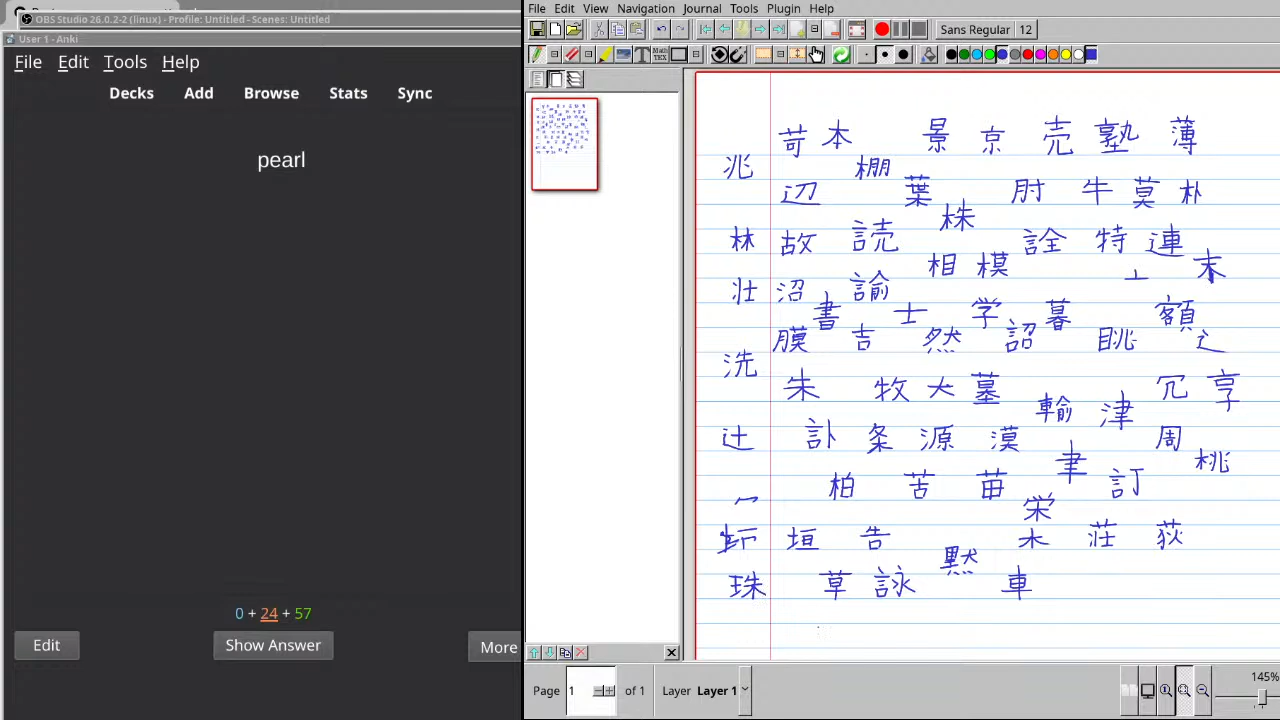 OBS Studio 26.0.2-2 (linux) - Profile: Untitled - Scenes: Untitled
User 1 - Anki
File Edit Tools Help
Decks Add Browse Stats Sync
pearl
0 + 24 + 57
Edit Show Answer More
File Edit View Navigation Journal Tools Plugin Help
Sans Regular 12
苛 本 景 京 売 塾 薄
兆 棚
辺 葉 肘 牛 莫 朴
株
林 故 読 詮 特 連 末
相 模
壮 沼 諭
書 士 学 暮 額
膜 吉 然 詔 眺
洗
朱 牧 犬 墓 冗 享
輸 津
辻 訃 条 源 漠 周
聿 桃
柏 苦 苗 訂
栄
垣 告 木 荘 荻
黙
珠 草 詠 車
Page 1 of 1 Layer Layer 1
145%